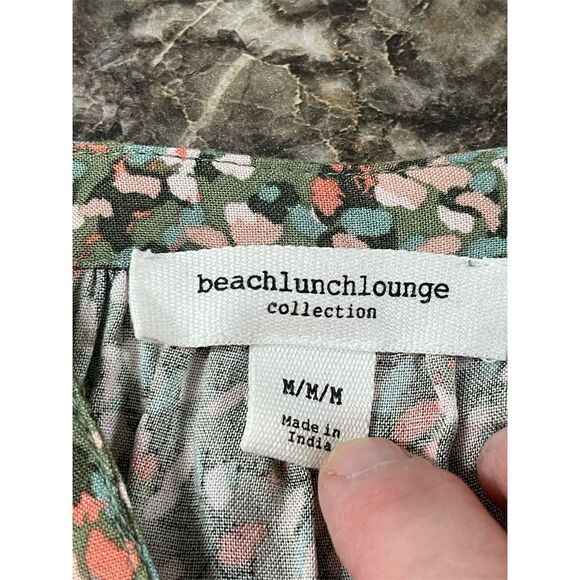 beachlunchlounge
collection
M/M/M
Made in
India